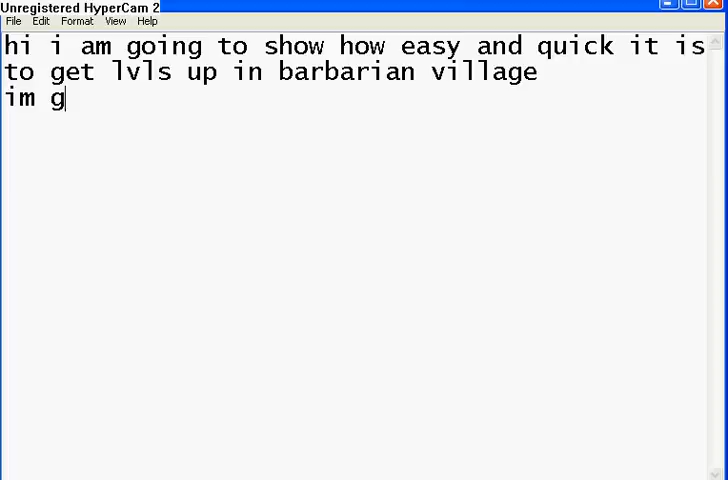 Unregistered HyperCam 2
File Edit Format View Help
hi i am going to show how easy and quick it is
to get lvls up in barbarian village
im g